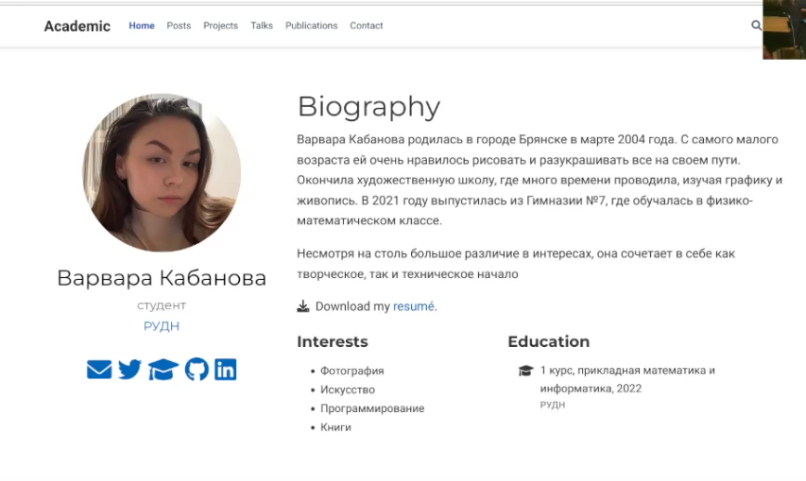 Academic Home Posts Projects Talks Publications Contact
Biography
Варвара Кабанова родилась в городе Брянске в марте 2004 года. С самого малого
возраста ей очень нравилось рисовать и разукрашивать все на своем пути.
Окончила художественную школу, где много времени проводила, изучая графику и
живопись. В 2021 году выпустилась из Гимназии №7, где обучалась в физико-
математическом классе.
Несмотря на столь большое различие в интересах, она сочетает в себе как
творческое, так и техническое начало
Download my resumé.
Варвара Кабанова
студент
РУДН
Interests
Фотография
Искусство
Программирование
Книги
Education
1 курс, прикладная математика и
информатика, 2022
РУДН